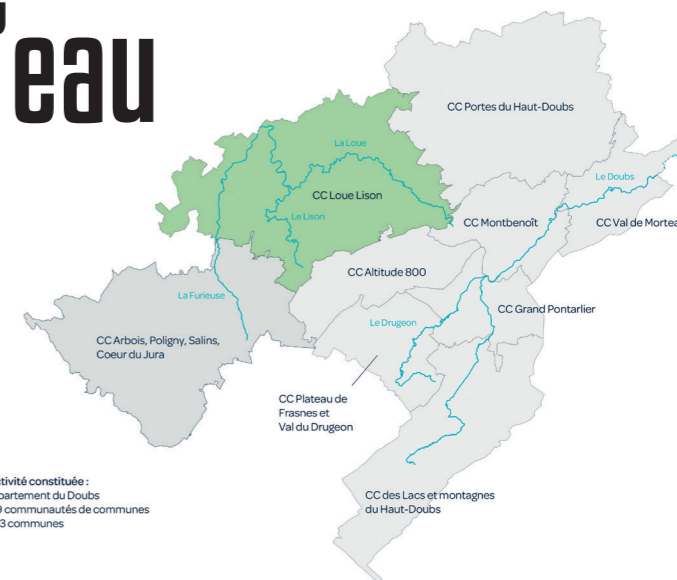 'eau
CC Portes du Haut-Doubs
La Loue
Le Doubs
CC Loue Lison
Le Lison
CC Montbenoît
CC Val de Mortea
CC Altitude 800
La Furieuse
CC Grand Pontarlier
Le Drugeon
CC Arbois, Poligny, Salins,
Coeur du Jura
CC Plateau de
Frasnes et
Val du Drugeon
ctivité constituée :
partement du Doubs
9 communautés de communes
3 communes
CC des Lacs et montagnes
du Haut-Doubs